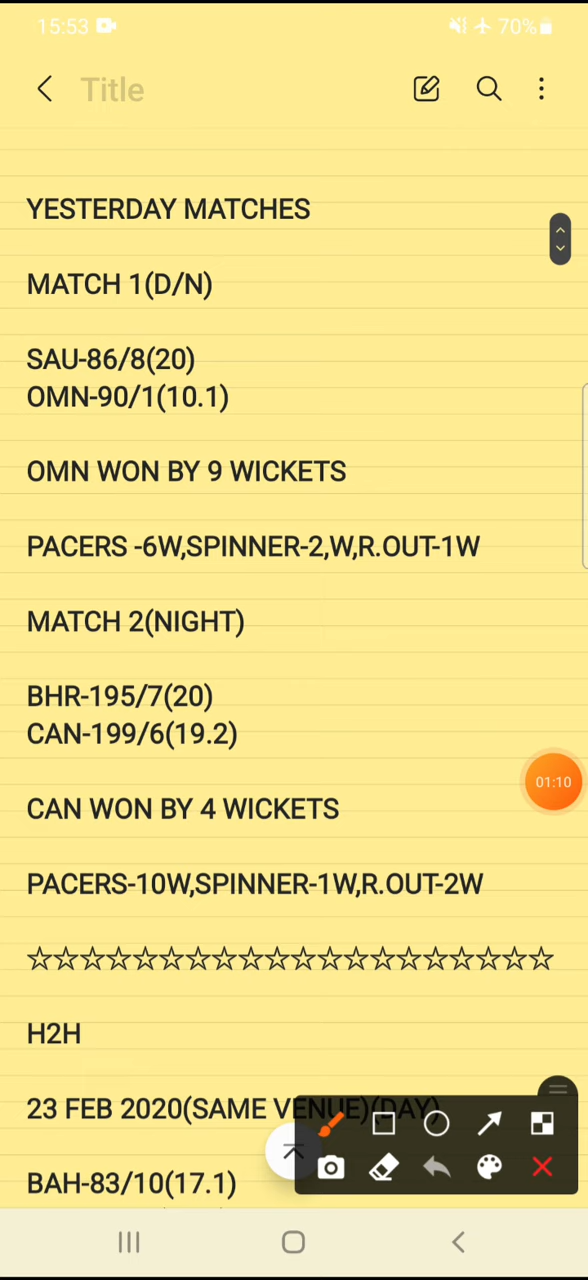 15:53 70%
Title
YESTERDAY MATCHES
MATCH 1(D/N)
SAU-86/8(20)
OMN-90/1(10.1)
OMN WON BY 9 WICKETS
PACERS -6W,SPINNER-2,W,R.OUT-1W
MATCH 2(NIGHT)
BHR-195/7(20)
CAN-199/6(19.2)
01:10
CAN WON BY 4 WICKETS
PACERS-10W,SPINNER-1W,R.OUT-2W
☆☆☆☆☆☆☆☆☆☆☆☆☆☆☆☆☆☆☆☆
H2H
23 FEB 2020(SAME VENUE)(DAY)
BAH-83/10(17.1)